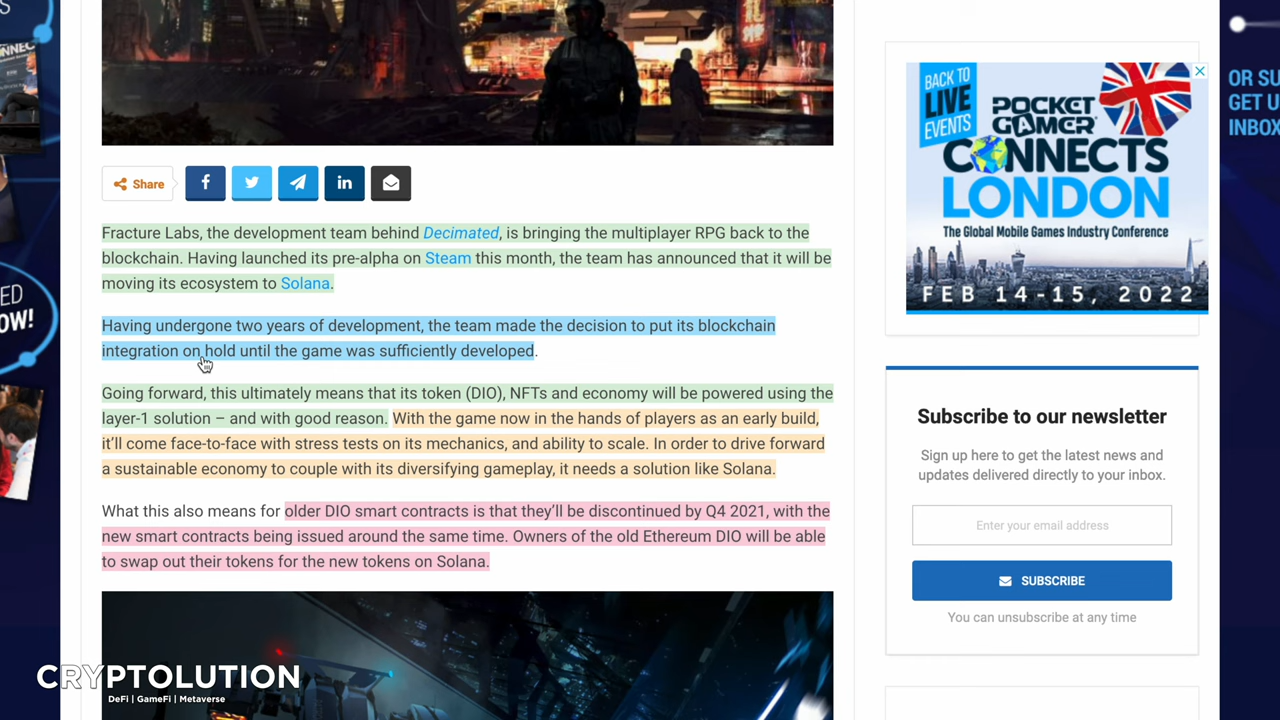 Share
Fracture Labs, the development team behind Decimated, is bringing the multiplayer RPG back to the
blockchain. Having launched its pre-alpha on Steam this month, the team has announced that it will be
moving its ecosystem to Solana.
Having undergone two years of development, the team made the decision to put its blockchain
integration on hold until the game was sufficiently developed.
Going forward, this ultimately means that its token (DIO), NFTs and economy will be powered using the
layer-1 solution – and with good reason. With the game now in the hands of players as an early build,
it’ll come face-to-face with stress tests on its mechanics, and ability to scale. In order to drive forward
a sustainable economy to couple with its diversifying gameplay, it needs a solution like Solana.
What this also means for older DIO smart contracts is that they’ll be discontinued by Q4 2021, with the
new smart contracts being issued around the same time. Owners of the old Ethereum DIO will be able
to swap out their tokens for the new tokens on Solana.
CRYPTOLUTION
DeFi | GameFi | Metaverse
BACK TO
LIVE
EVENTS
POCKET
GAMER
CONNECTS
LONDON
The Global Mobile Games Industry Conference
FEB 14-15, 2022
Subscribe to our newsletter
Sign up here to get the latest news and
updates delivered directly to your inbox.
Enter your email address
SUBSCRIBE
You can unsubscribe at any time
OR SU
GET U
INBOX
ED
OW!